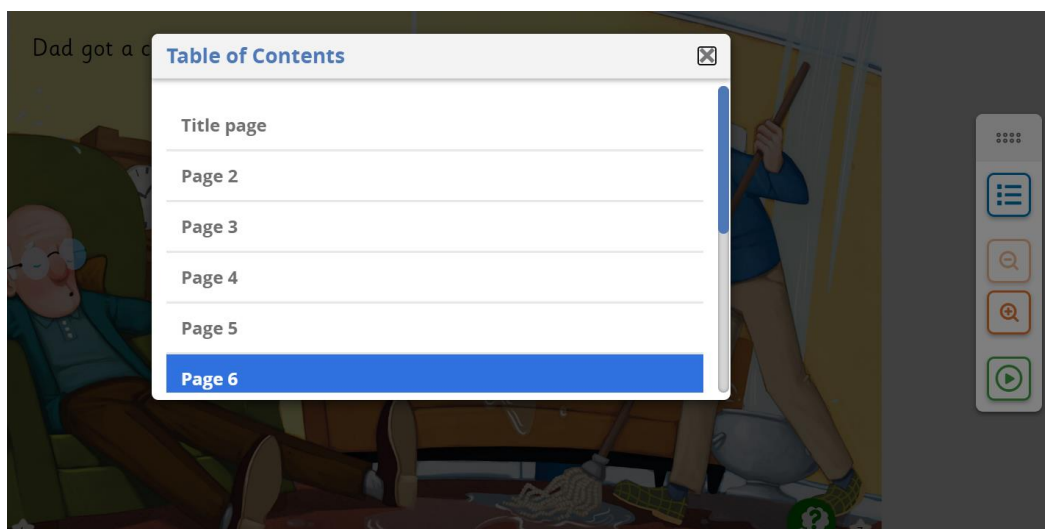 Dad got a c
Table of Contents
Title page
Page 2
Page 3
Page 4
Page 5
Page 6
?